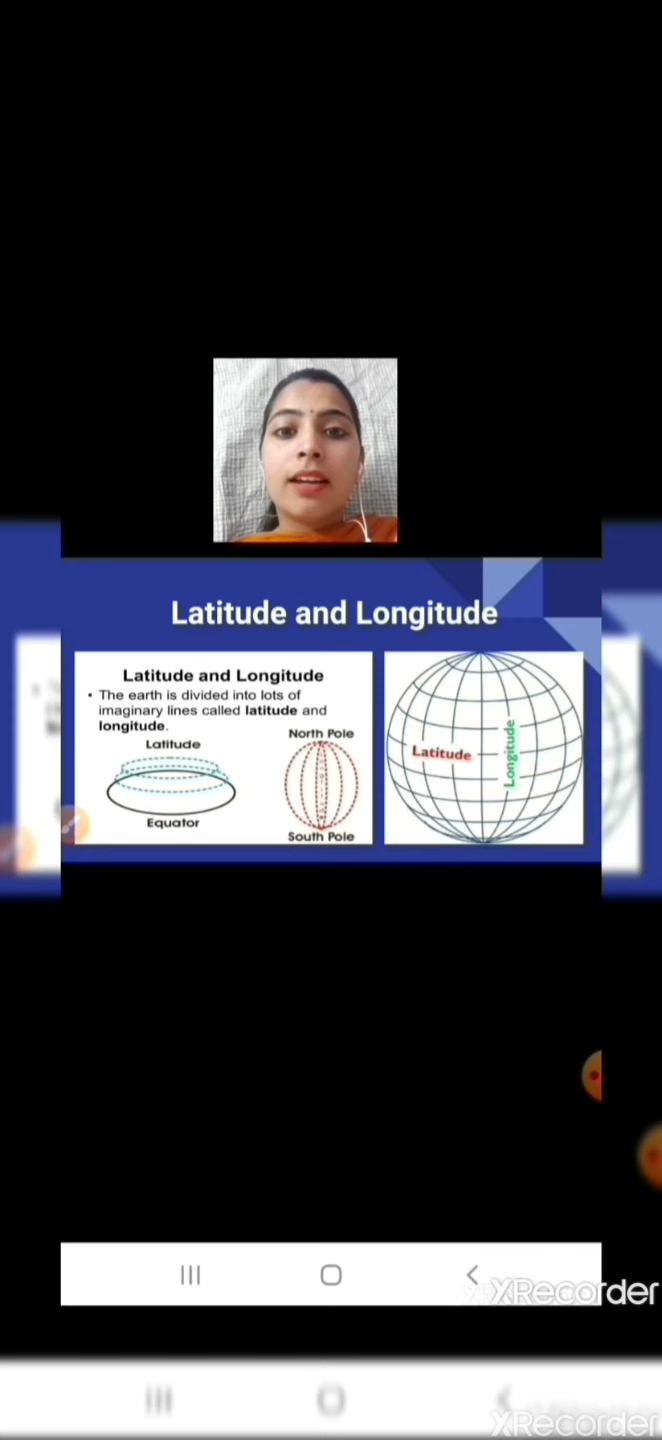 Latitude and Longitude
Latitude and Longitude
• The earth is divided into lots of
imaginary lines called latitude and
longitude.
Latitude
Equator
North Pole
South Pole
Latitude
Longitude
XRecorder
XRecorder